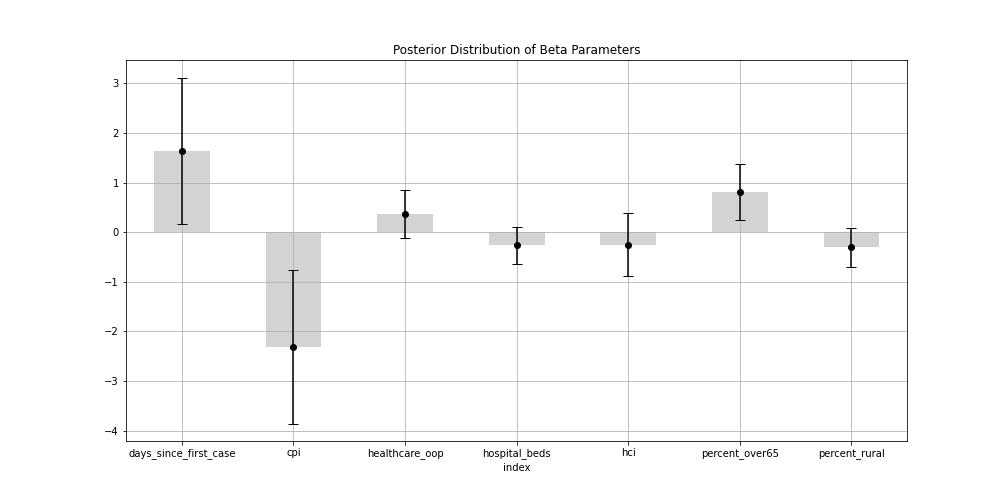 Posterior Distribution of Beta Parameters
3
2
1
0
−1
−2
−3
−4
days_since_first_case cpi healthcare_oop hospital_beds hci percent_over65 percent_rural
index